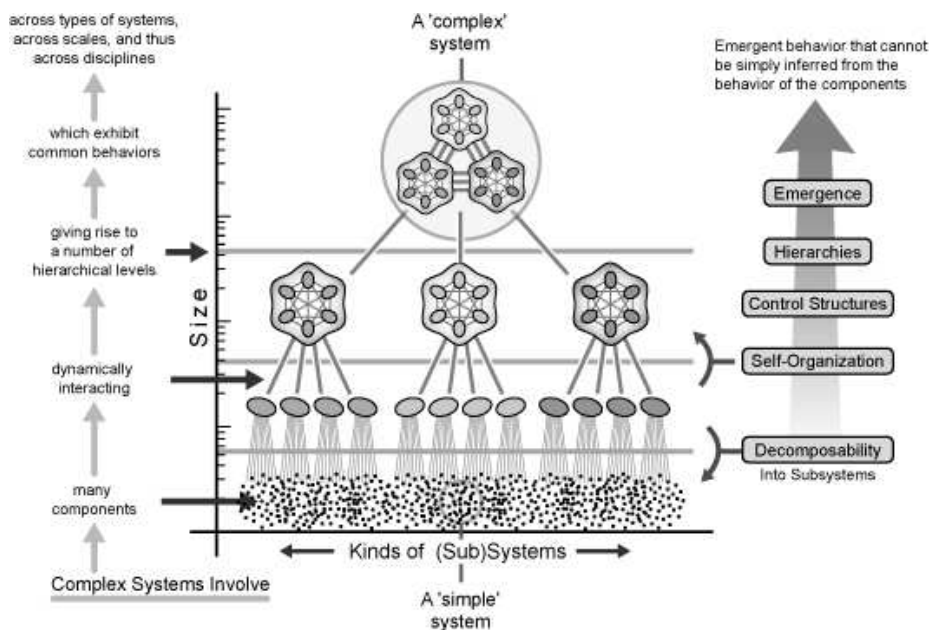 across types of systems,
across scales, and thus
across disciplines
which exhibit
common behaviors
giving rise to
a number of
hierarchical levels
dynamically
interacting
many
components
Complex Systems Involve
A 'complex'
system
Size
Kinds of (Sub)Systems
A 'simple'
system
Emergent behavior that cannot
be simply inferred from the
behavior of the components
Emergence
Hierarchies
Control Structures
Self-Organization
Decomposability
Into Subsystems